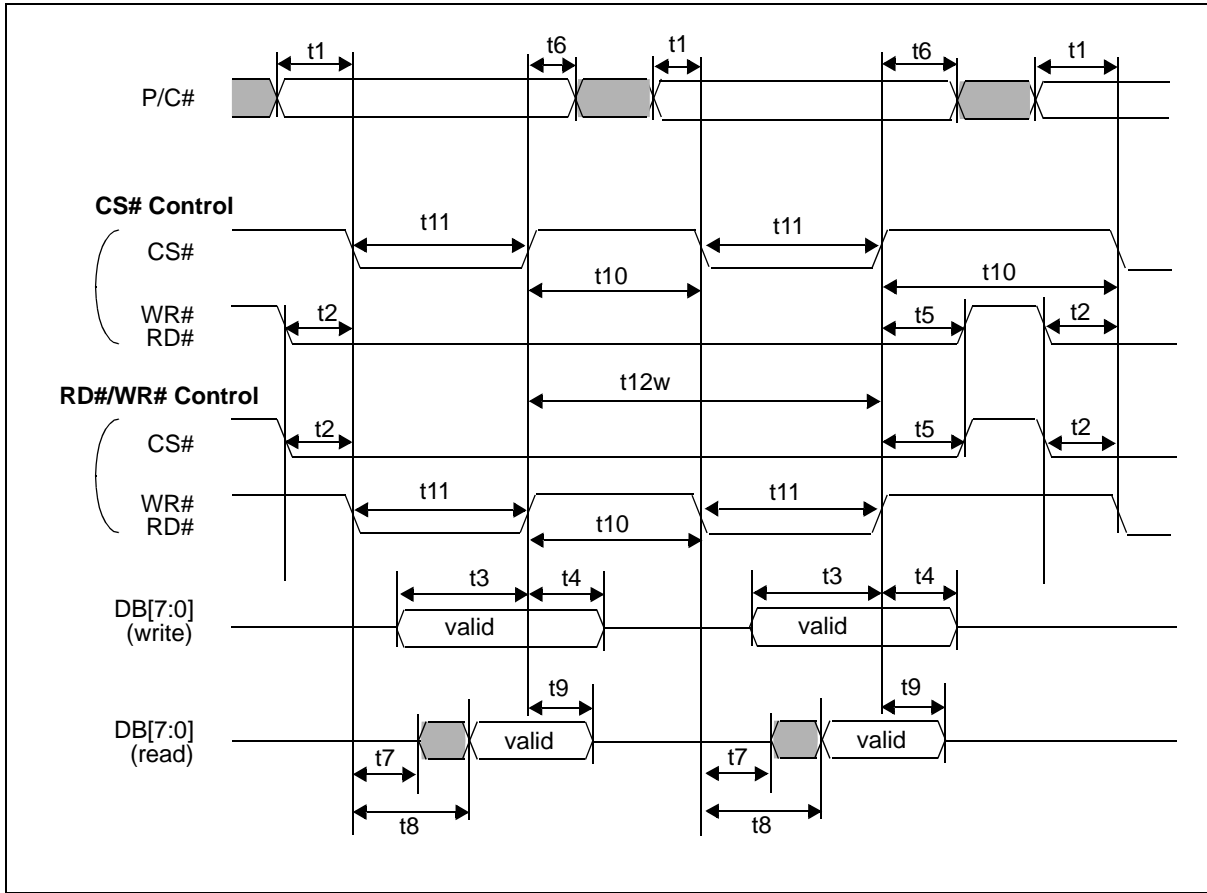 t1 t6 t1 t6 t1
P/C#
CS# Control
t11 t11
CS#
t10 t10
WR#
RD#
t2 t5 t2
t12w
RD#/WR# Control
t2 t5 t2
CS#
t11 t11
WR#
RD#
t10
t3 t4 t3 t4
DB[7:0]
(write)
valid valid
t9 t9
DB[7:0]
(read)
valid valid
t7 t7
t8 t8